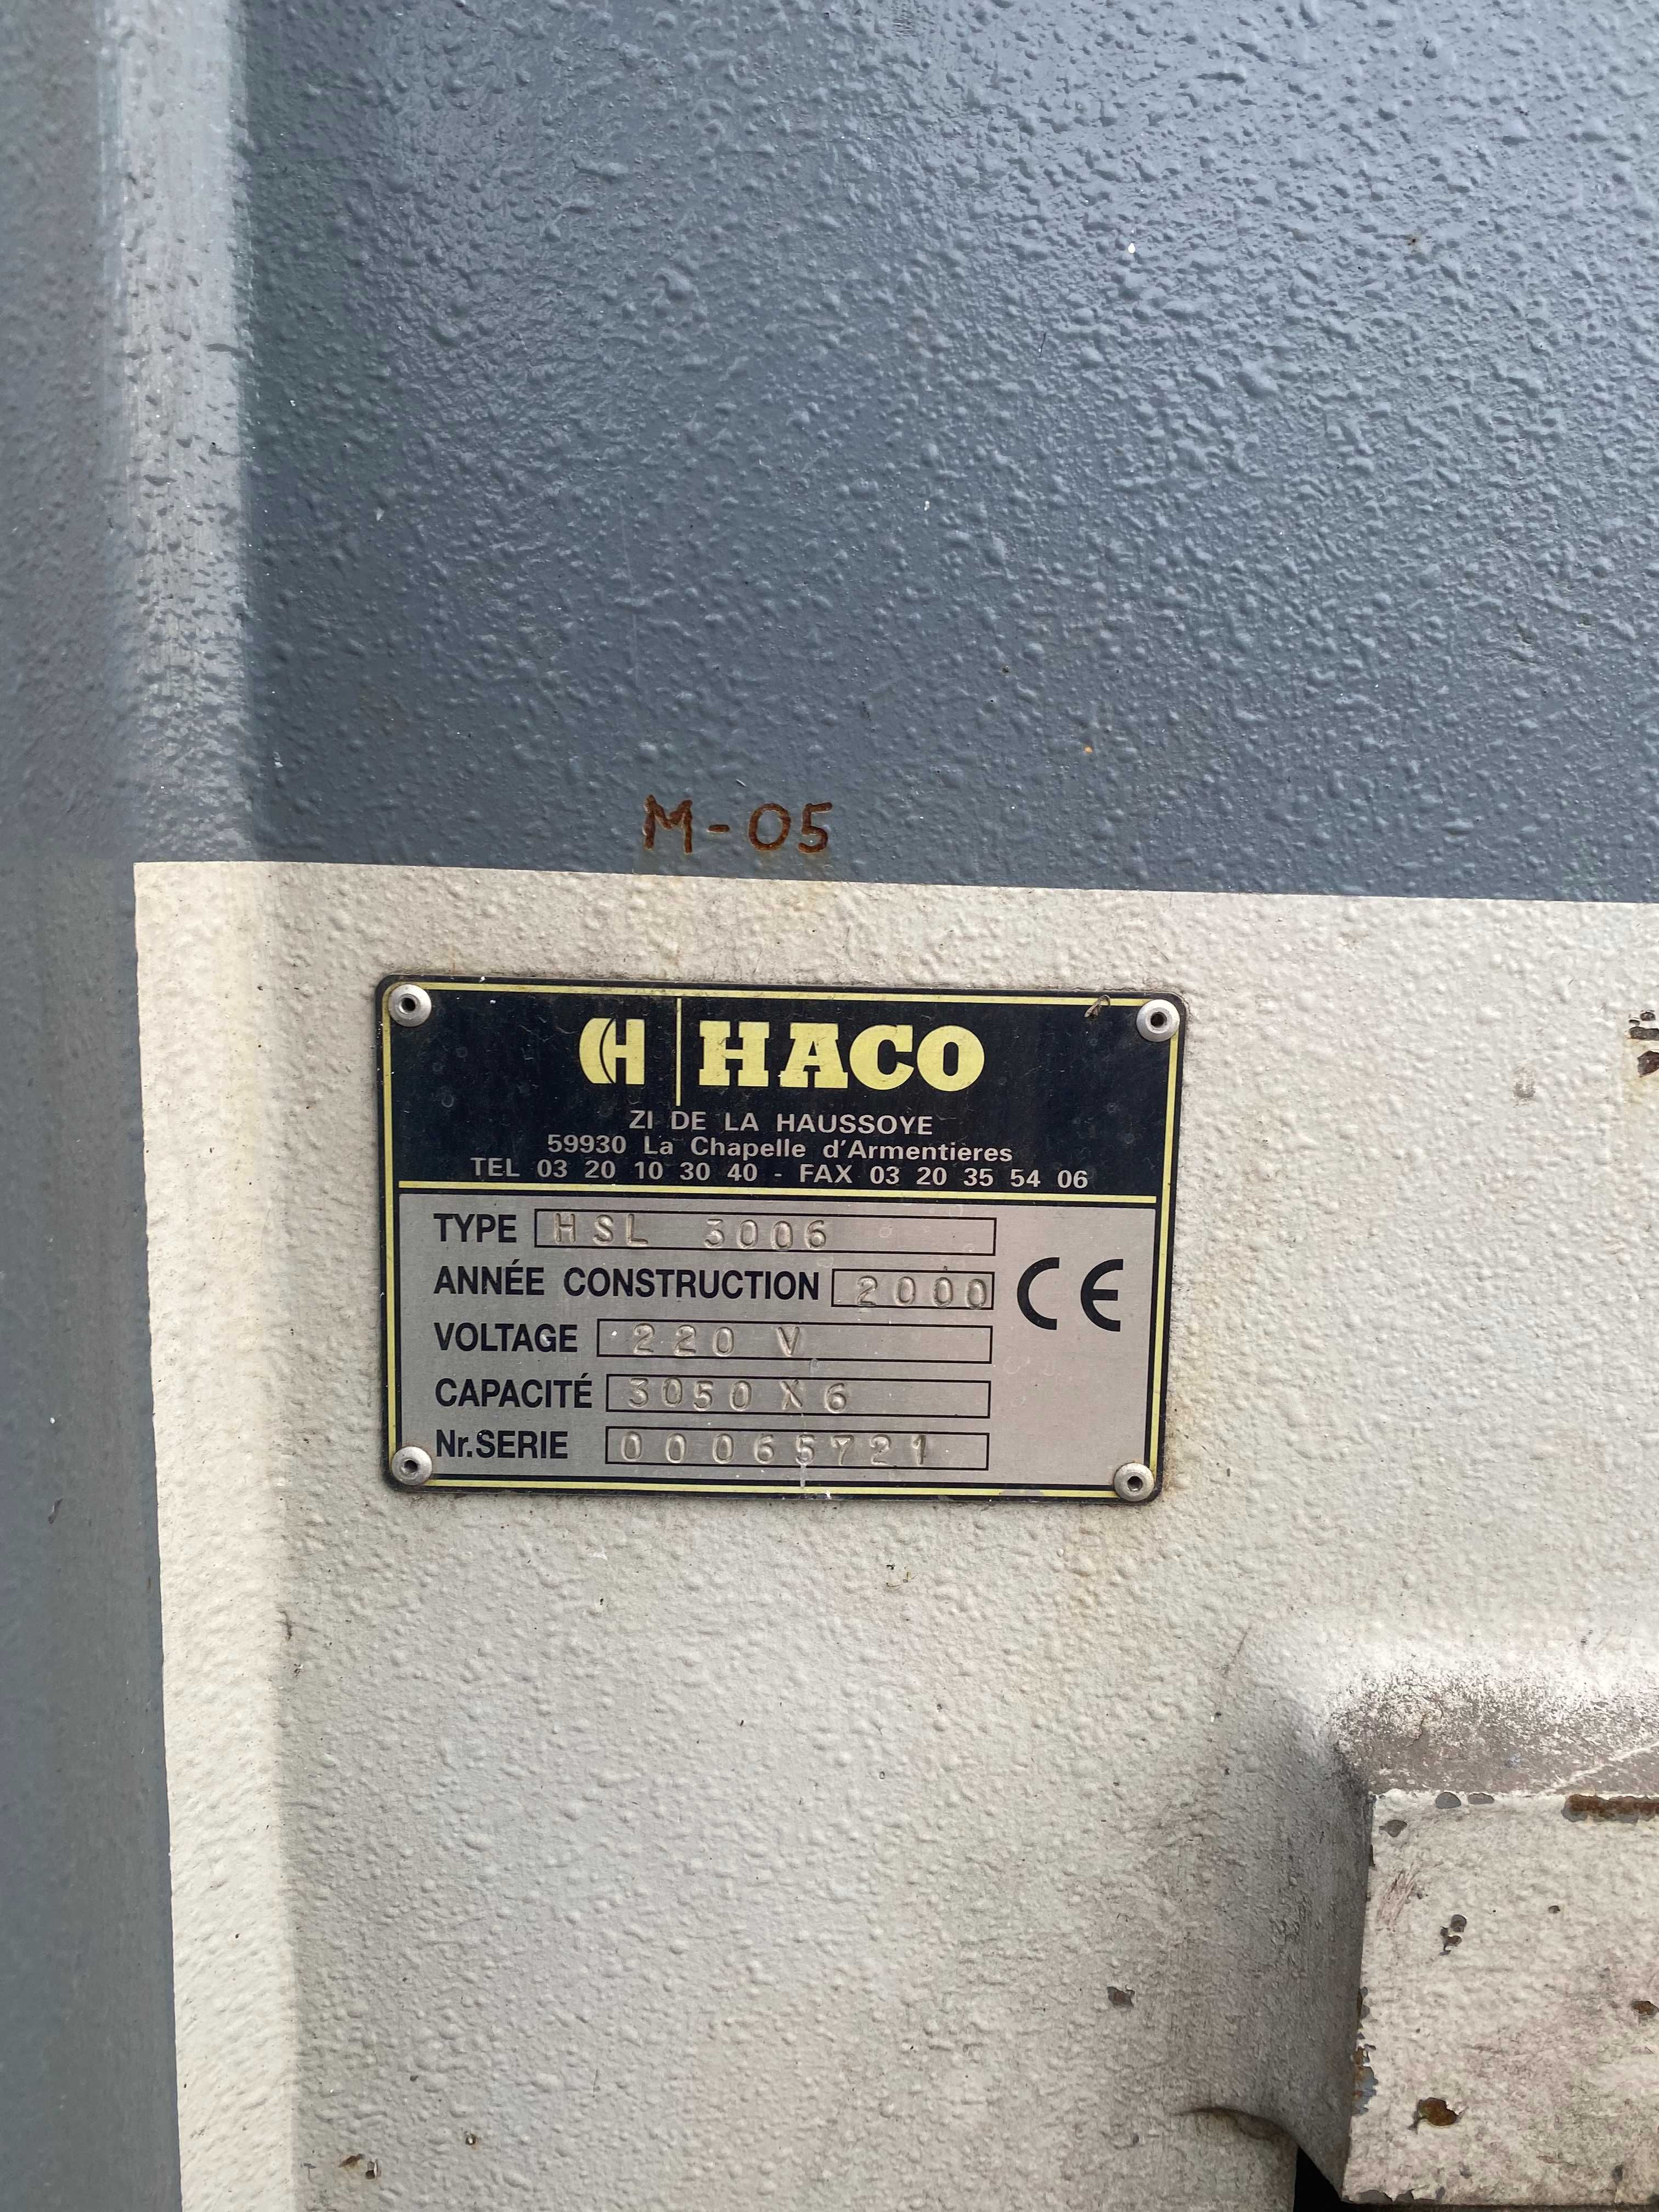 M-05
H HACO
ZI DE LA HAUSSOYE
59930 La Chapelle d'Armentières
TEL 03 20 10 30 40 - FAX 03 20 35 54 06
TYPE HSL 3006
ANNÉE CONSTRUCTION 2000
CE
VOLTAGE 220 V
CAPACITÉ 3050 X 6
Nr.SERIE 00065721